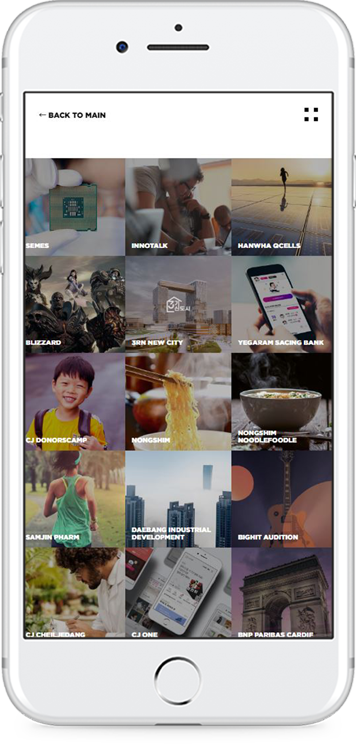 ← BACK TO MAIN
SEMES
INNOTALK
HANWHA QCELLS
BLIZZARD
3RN NEW CITY
YEGARAM SACING BANK
CJ DONORSCAMP
NONGSHIM
NONGSHIM
NOODLEFOODLE
SAMJIN PHARM
DAEBANG INDUSTRIAL
DEVELOPMENT
BIGHIT AUDITION
CJ CHEILJEDANG
CJ ONE
BNP PARIBAS CARDIF